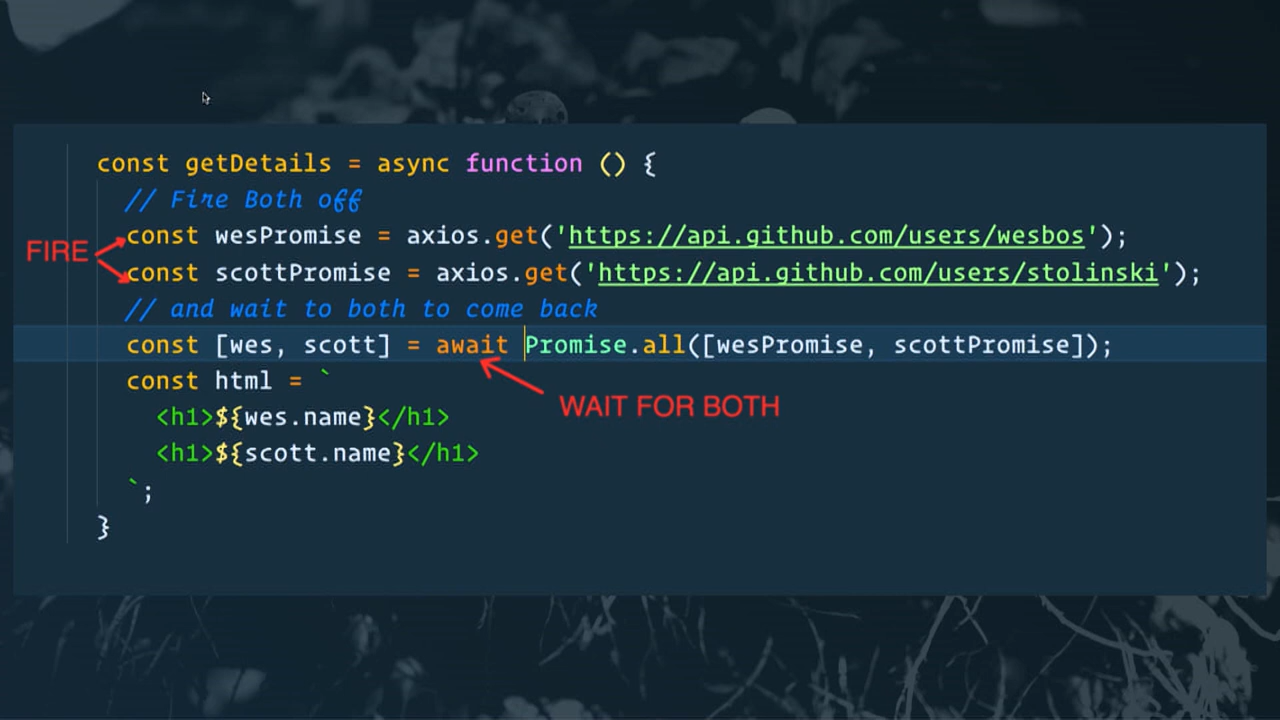 const getDetails = async function () {
// Fire Both off
FIRE
const wesPromise = axios.get('https://api.github.com/users/wesbos');
const scottPromise = axios.get('https://api.github.com/users/stolinski');
// and wait to both to come back
const [wes, scott] = await Promise.all([wesPromise, scottPromise]);
const html = `
WAIT FOR BOTH
<h1>${wes.name}</h1>
<h1>${scott.name}</h1>
`;
}